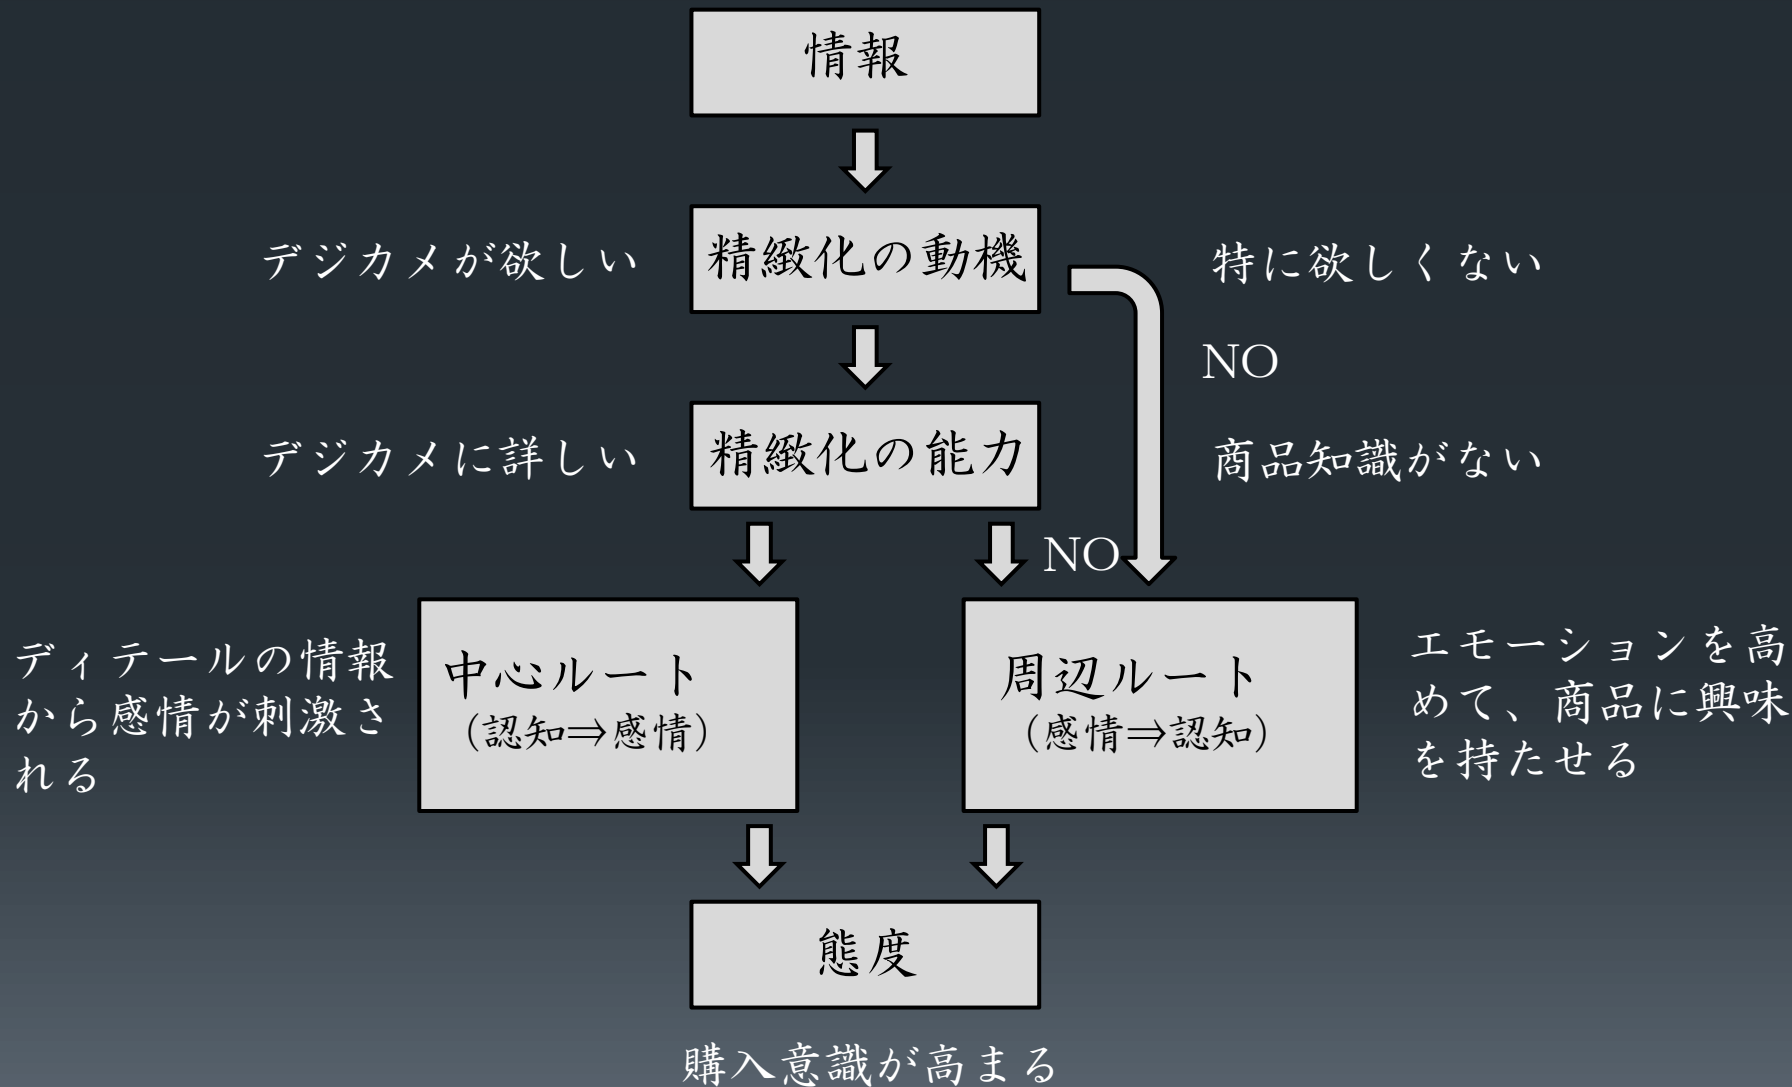 情報
デジカメが欲しい
精緻化の動機
特に欲しくない
NO
デジカメに詳しい
精緻化の能力
商品知識がない
NO
ディテールの情報
から感情が刺激さ
れる
中心ルート
（認知⇒感情）
周辺ルート
（感情⇒認知）
エモーションを高
めて、商品に興味
を持たせる
態度
購入意識が高まる